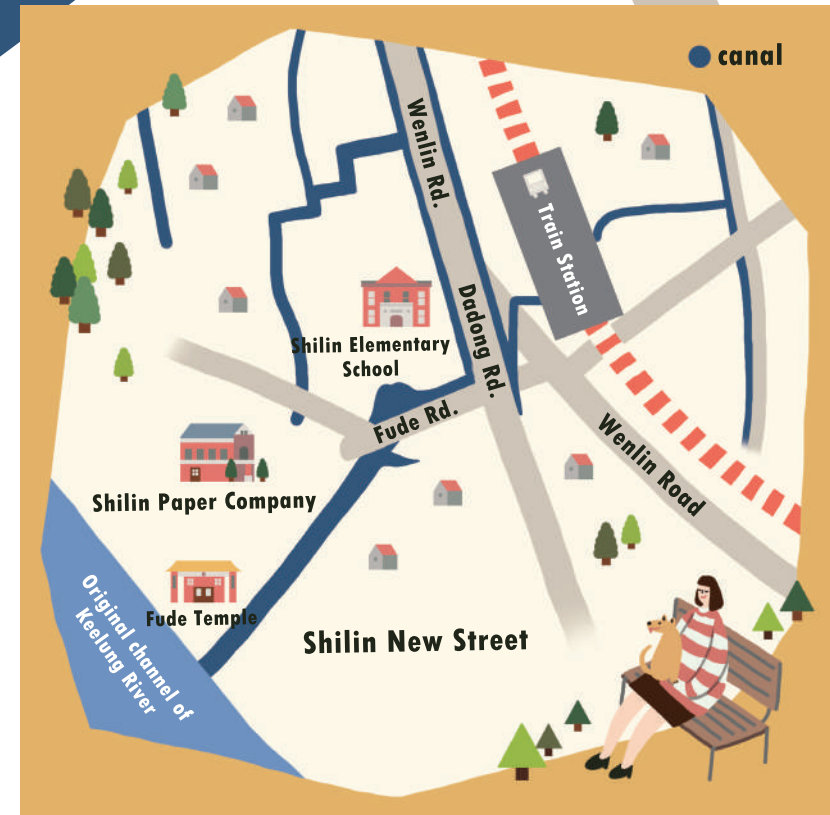 canal
Wenlin Rd.
Train Station
Dadong Rd.
Shilin Elementary
School
Fude Rd.
Wenlin Road
Shilin Paper Company
Original channel of
Keelung River
Fude Temple
Shilin New Street